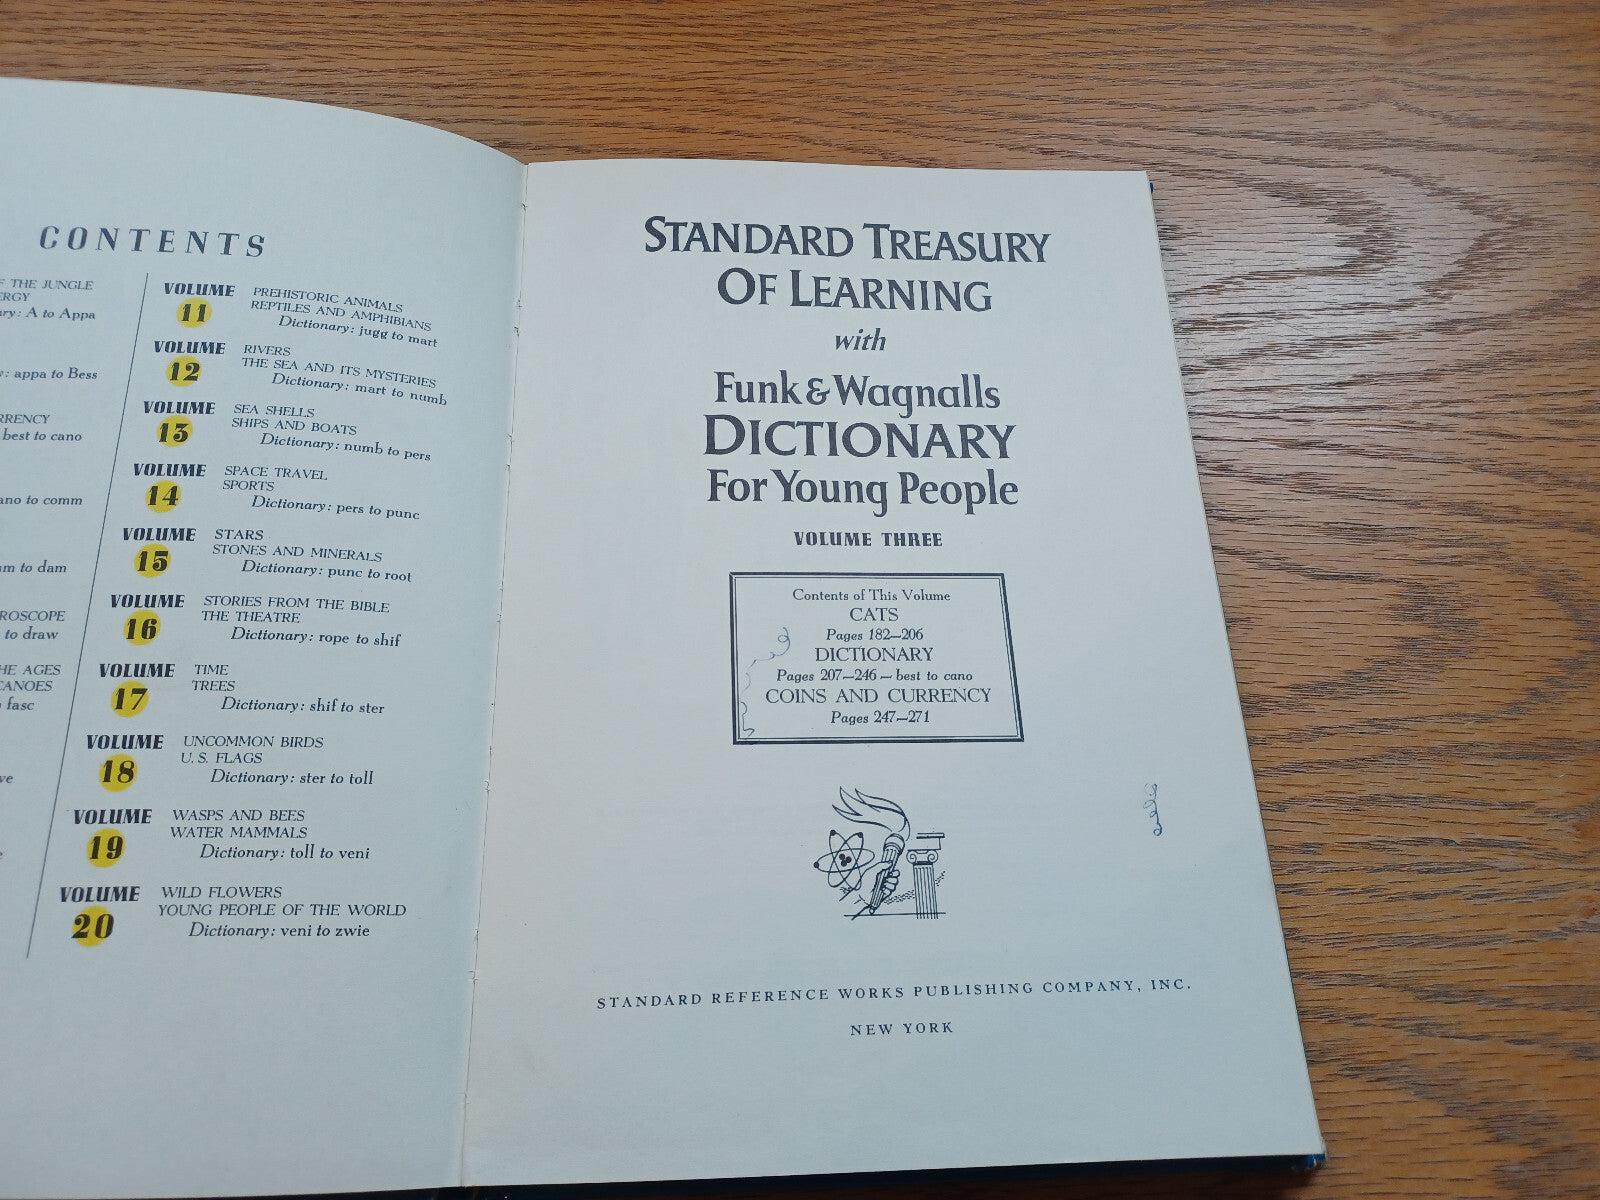 CONTENTS
THE JUNGLE
A to Appa
appa to Bess
best to cano
to comm
to dam
to draw
AGES
fasc
VOLUME 11
PREHISTORIC ANIMALS
REPTILES AND AMPHIBIANS
Dictionary: jugg to mart
VOLUME 12
RIVERS
THE SEA AND ITS MYSTERIES
Dictionary: mart to numb
VOLUME 13
SEA SHELLS
SHIPS AND BOATS
Dictionary: numb to pers
VOLUME 14
SPACE TRAVEL
SPORTS
Dictionary: pers to punc
VOLUME 15
STARS
STONES AND MINERALS
Dictionary: punc to root
VOLUME 16
STORIES FROM THE BIBLE
THE THEATRE
Dictionary: rope to shif
VOLUME 17
TIME
TREES
Dictionary: shif to ster
VOLUME 18
UNCOMMON BIRDS
U. S. FLAGS
Dictionary: ster to toll
VOLUME 19
WASPS AND BEES
WATER MAMMALS
Dictionary: toll to veni
VOLUME 20
WILD FLOWERS
YOUNG PEOPLE OF THE WORLD
Dictionary: veni to zwie
STANDARD TREASURY
OF LEARNING
with
Funk & Wagnalls
DICTIONARY
For Young People
VOLUME THREE
Contents of This Volume
CATS
Pages 182—206
DICTIONARY
Pages 207—246 — best to cano
COINS AND CURRENCY
Pages 247—271
STANDARD REFERENCE WORKS PUBLISHING COMPANY, INC.
NEW YORK